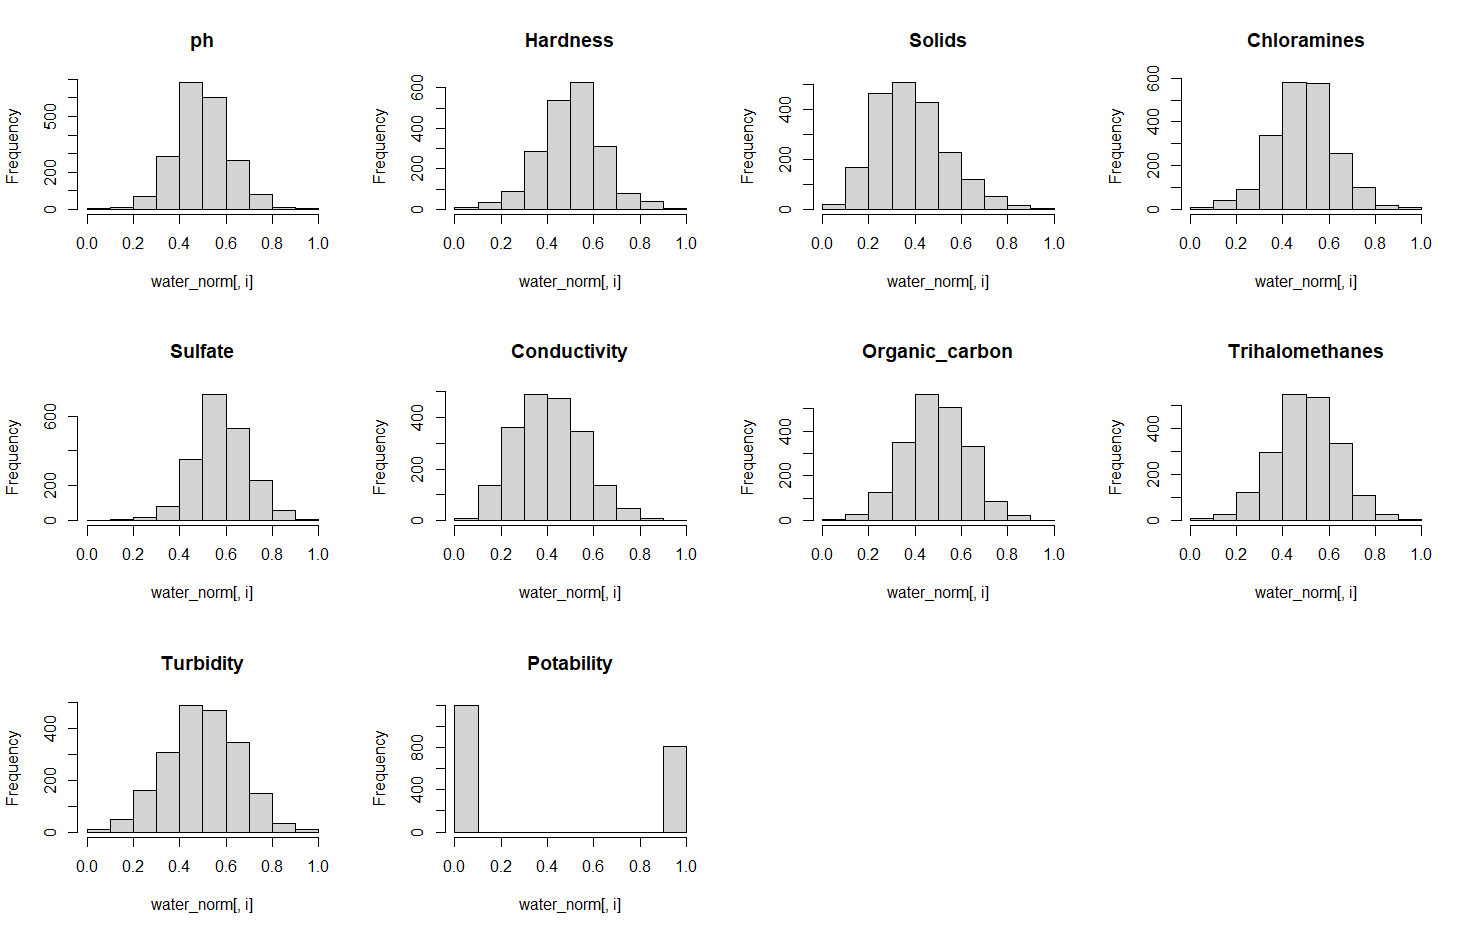 ph
Frequency
0 200 500
0.0 0.2 0.4 0.6 0.8 1.0
water_norm[, i]
Hardness
Frequency
0 200 400 600
0.0 0.2 0.4 0.6 0.8 1.0
water_norm[, i]
Solids
Frequency
0 200 400
0.0 0.2 0.4 0.6 0.8 1.0
water_norm[, i]
Chloramines
Frequency
0 200 400 600
0.0 0.2 0.4 0.6 0.8 1.0
water_norm[, i]
Sulfate
Frequency
0 200 600
0.0 0.2 0.4 0.6 0.8 1.0
water_norm[, i]
Conductivity
Frequency
0 200 400
0.0 0.2 0.4 0.6 0.8 1.0
water_norm[, i]
Organic_carbon
Frequency
0 200 400
0.0 0.2 0.4 0.6 0.8 1.0
water_norm[, i]
Trihalomethanes
Frequency
0 200 400
0.0 0.2 0.4 0.6 0.8 1.0
water_norm[, i]
Turbidity
Frequency
0 200 400
0.0 0.2 0.4 0.6 0.8 1.0
water_norm[, i]
Potability
Frequency
0 400 800
0.0 0.2 0.4 0.6 0.8 1.0
water_norm[, i]